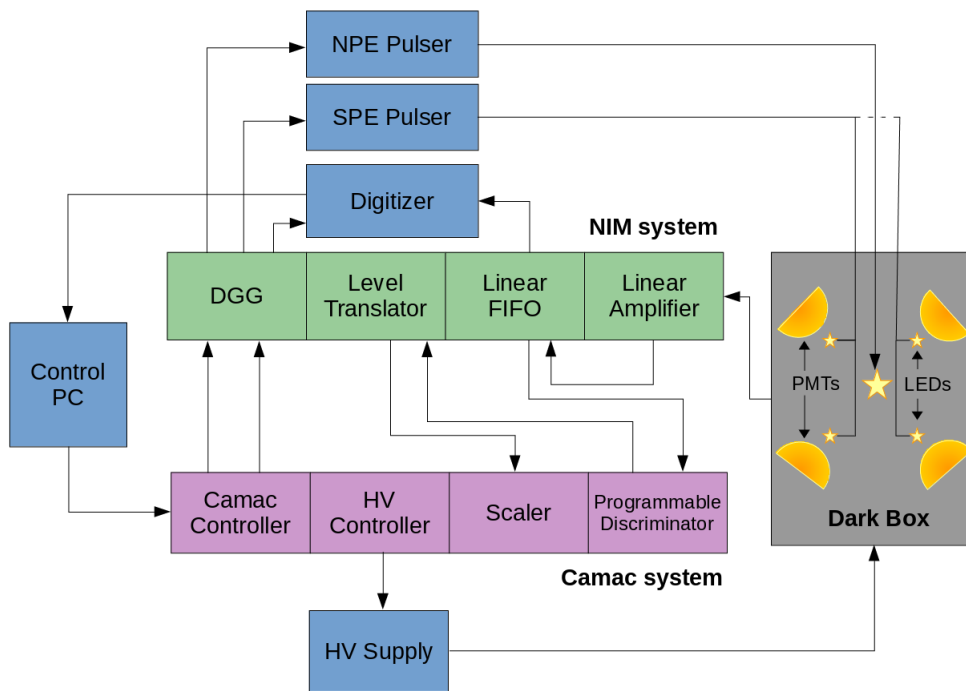 NPE Pulser
SPE Pulser
Digitizer
NIM system
DGG
Level
Translator
Linear
FIFO
Linear
Amplifier
Control
PC
PMTs
LEDs
Dark Box
Camac
Controller
HV
Controller
Scaler
Programmable
Discriminator
Camac system
HV Supply